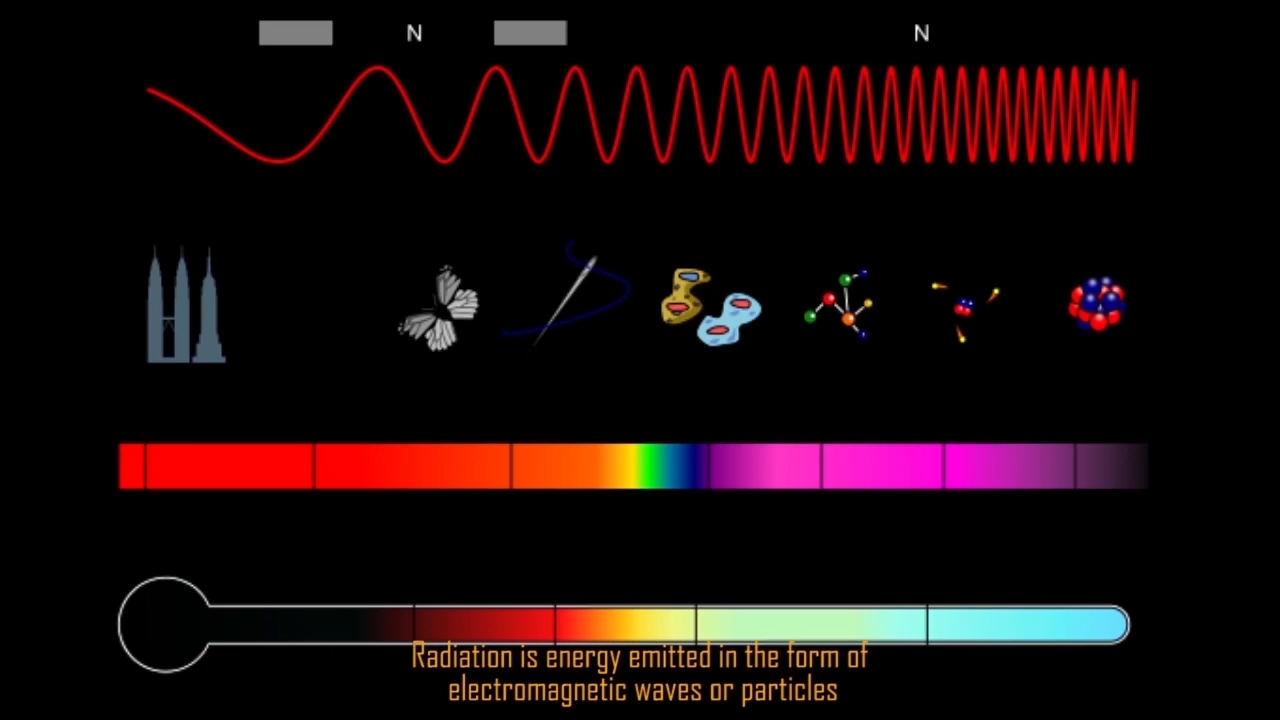 N N
Radiation is energy emitted in the form of
electromagnetic waves or particles